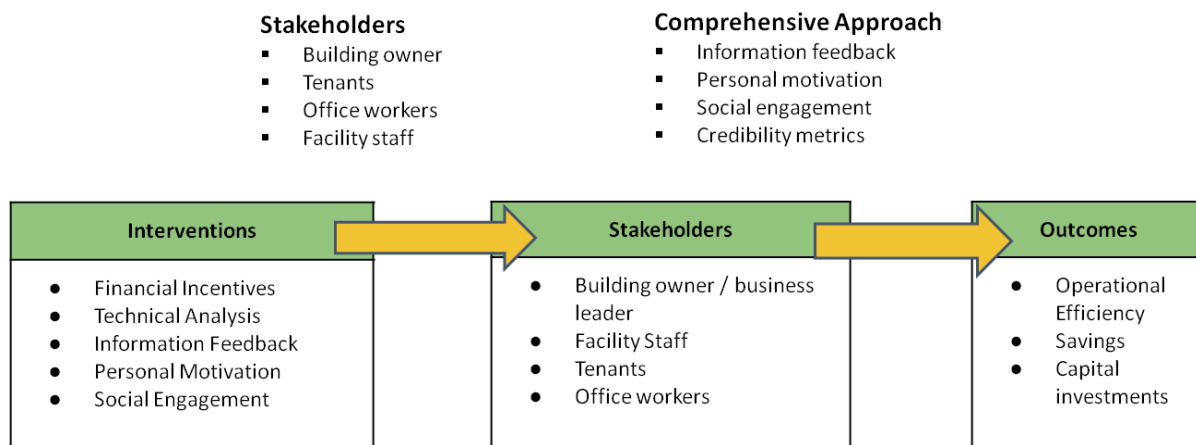 Stakeholders
▪ Building owner
▪ Tenants
▪ Office workers
▪ Facility staff
Comprehensive Approach
▪ Information feedback
▪ Personal motivation
▪ Social engagement
▪ Credibility metrics
Interventions
● Financial Incentives
● Technical Analysis
● Information Feedback
● Personal Motivation
● Social Engagement
Stakeholders
● Building owner / business
leader
● Facility Staff
● Tenants
● Office workers
Outcomes
● Operational
Efficiency
● Savings
● Capital
investments